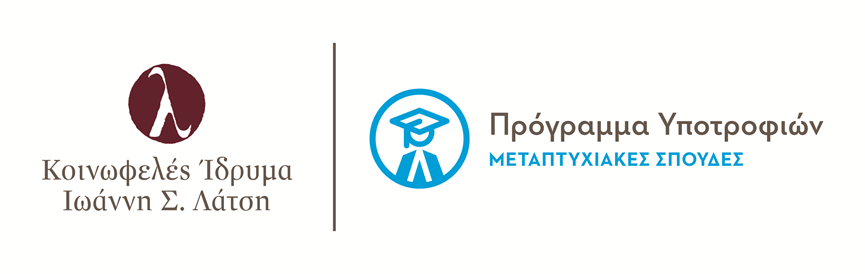 Κοινωφελές Ίδρυμα
Ιωάννη Σ. Λάτση
Πρόγραμμα Υποτροφιών
ΜΕΤΑΠΤΥΧΙΑΚΕΣ ΣΠΟΥΔΕΣ